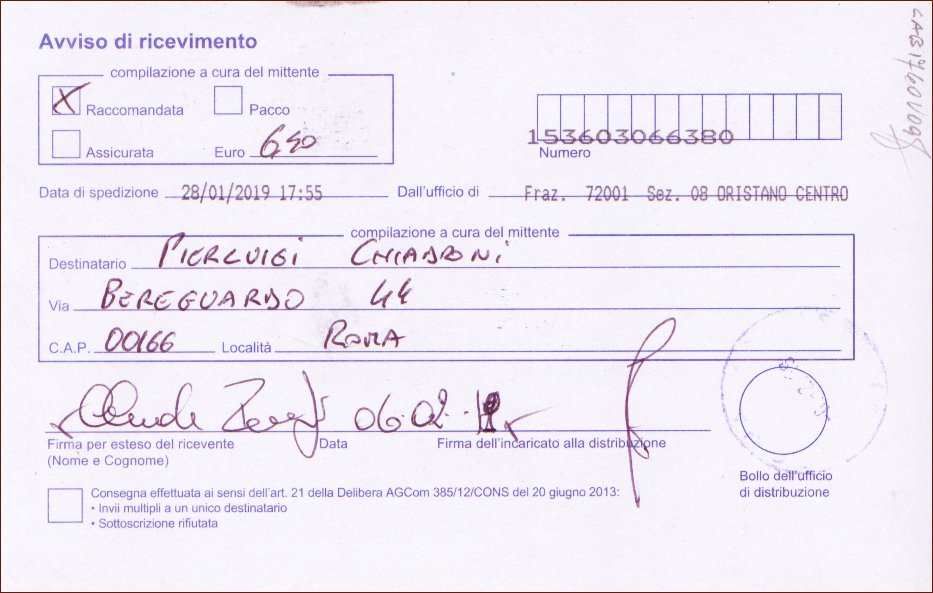 Avviso di ricevimento
compilazione a cura del mittente
X Raccomandata Pacco
Assicurata Euro 650
153603066380
Numero
Data di spedizione 28/01/2019 17:55 Dall'ufficio di Fraz. 72001 Sez. 08 ORISTANO CENTRO
compilazione a cura del mittente
Destinatario PIERLUIGI CHIABRONI
Via BEREGUARDO 44
C.A.P. 00166 Località ROMA
06.02.
Firma per esteso del ricevente Data Firma dell'incaricato alla distribuzione
(Nome e Cognome)
Bollo dell'ufficio
di distribuzione
Consegna effettuata ai sensi dell'art. 21 della Delibera AGCom 385/12/CONS del 20 giugno 2013:
• Invii multipli a un unico destinatario
• Sottoscrizione rifiutata